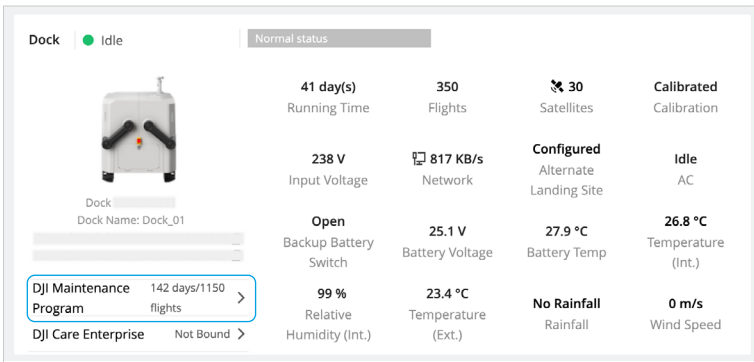 Dock
Idle
Normal status
Dock
Dock Name: Dock_01
DJI Maintenance Program
142 days/1150 flights
DJI Care Enterprise
Not Bound
41 day(s)
Running Time
350
Flights
30
Satellites
Calibrated
Calibration
238 V
Input Voltage
817 KB/s
Network
Configured
Alternate
Landing Site
Idle
AC
Open
Backup Battery
Switch
25.1 V
Battery Voltage
27.9 °C
Battery Temp
26.8 °C
Temperature
(Int.)
99 %
Relative
Humidity (Int.)
23.4 °C
Temperature
(Ext.)
No Rainfall
Rainfall
0 m/s
Wind Speed